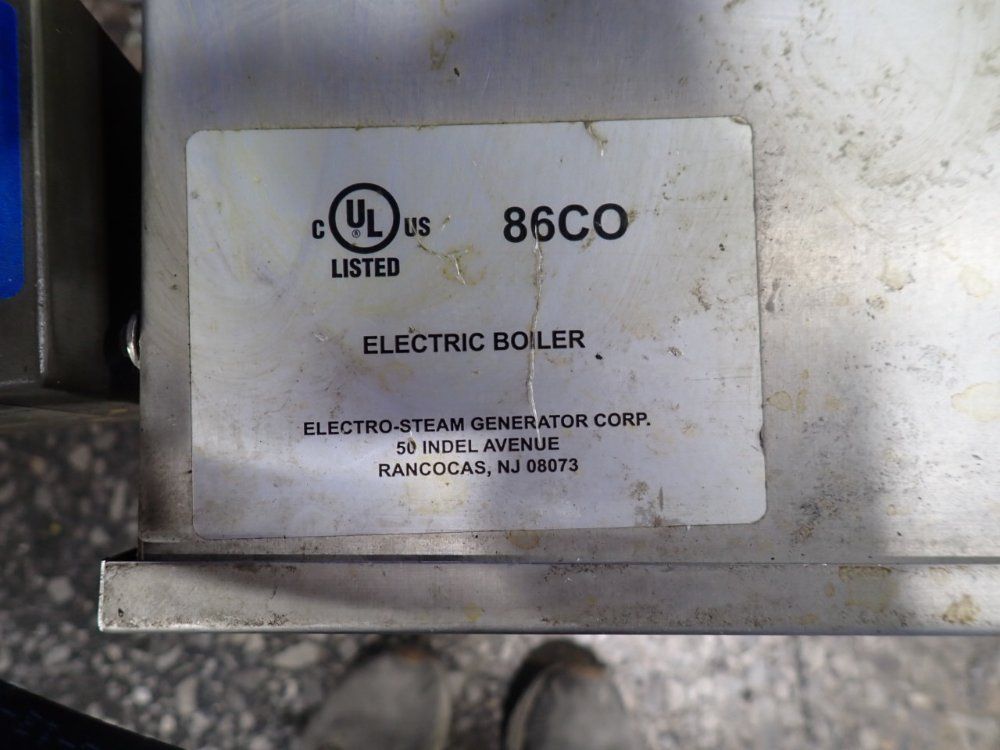 C UL US 86CO
®
LISTED
ELECTRIC BOILER
ELECTRO-STEAM GENERATOR CORP.
50 INDEL AVENUE
RANCOCAS, NJ 08073